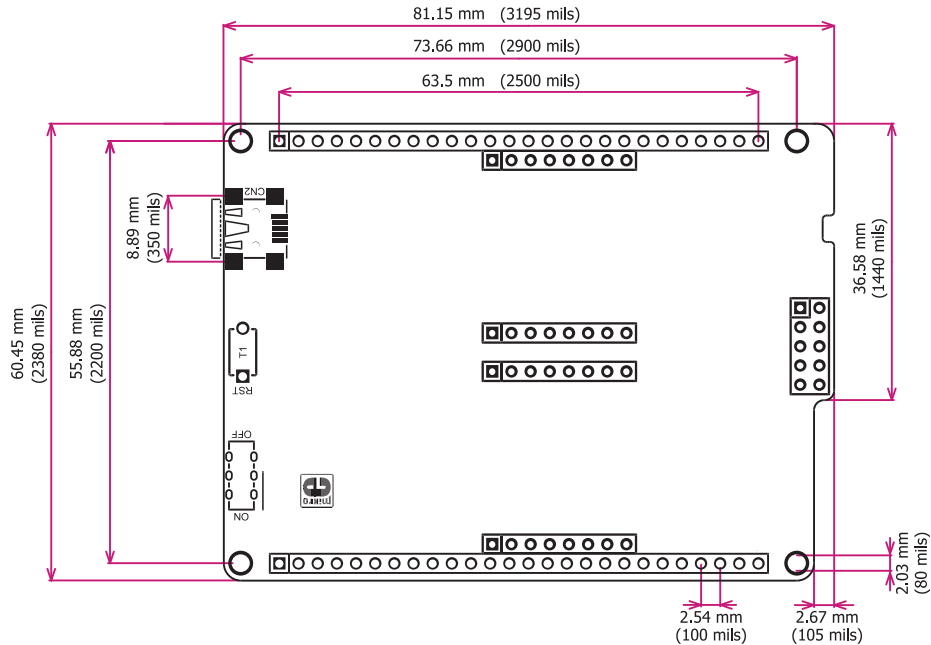 81.15 mm (3195 mils)
73.66 mm (2900 mils)
63.5 mm (2500 mils)
CN2
8.89 mm
(350 mils)
36.58 mm
(1440 mils)
60.45 mm
(2380 mils)
55.88 mm
(2200 mils)
T1
RST
OFF
ON
mikro
2.03 mm
(80 mils)
2.54 mm
(100 mils)
2.67 mm
(105 mils)